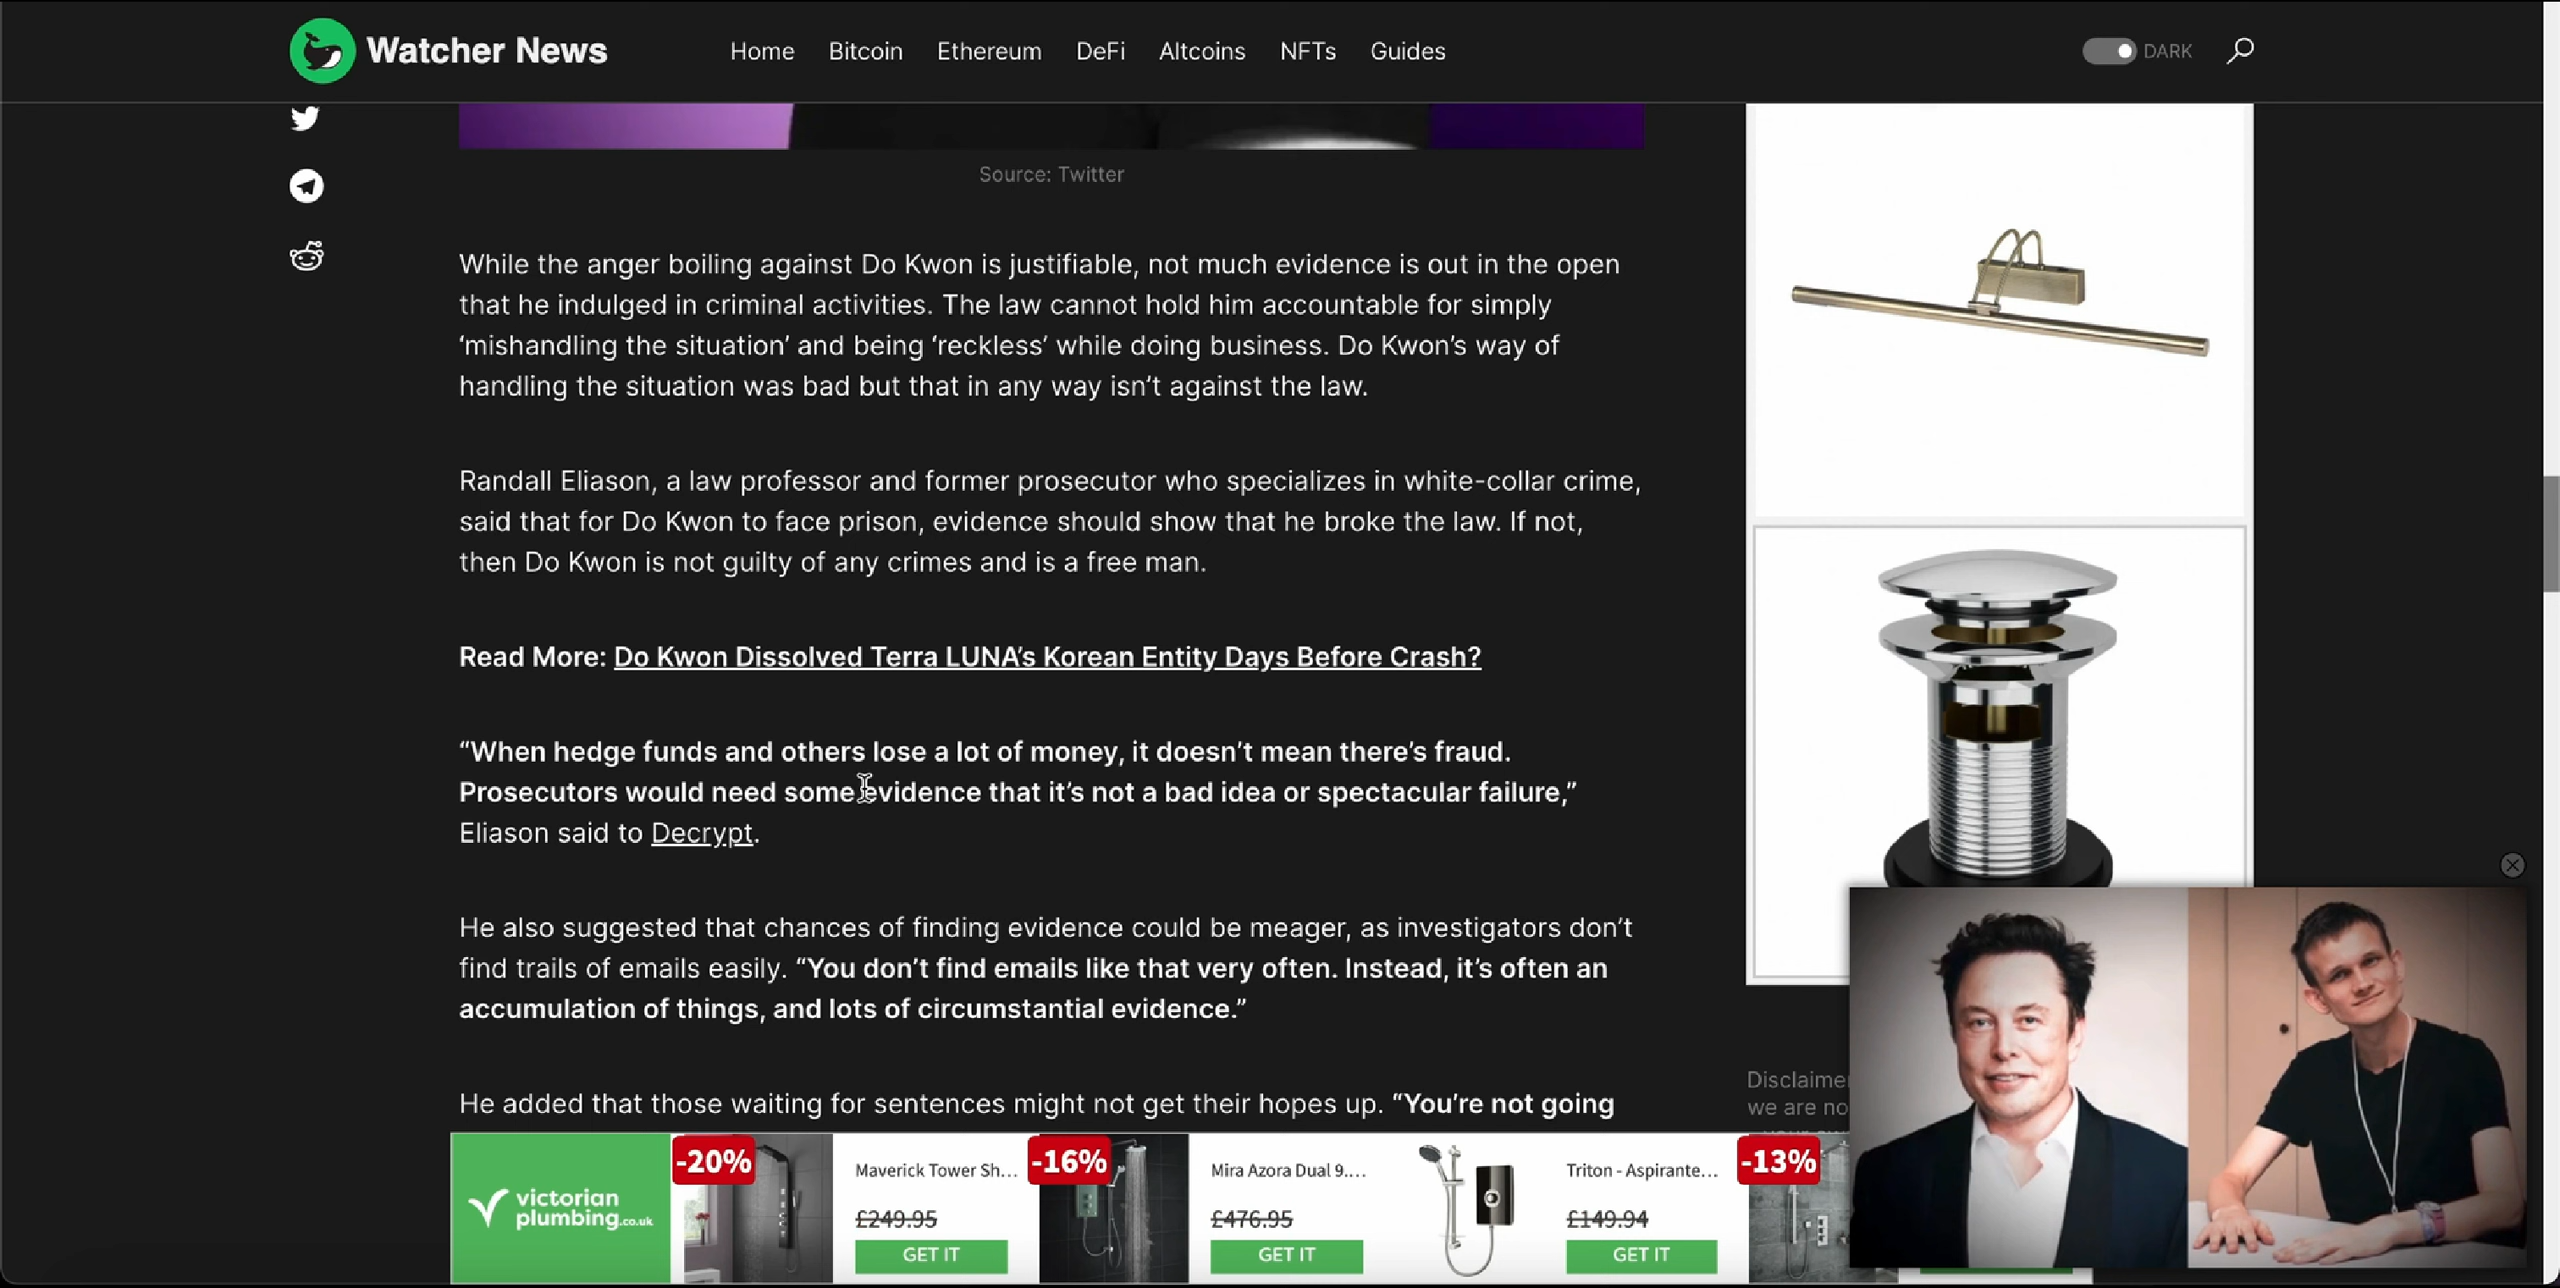 Watcher News
Home Bitcoin Ethereum DeFi Altcoins NFTs Guides
DARK
Source: Twitter
While the anger boiling against Do Kwon is justifiable, not much evidence is out in the open
that he indulged in criminal activities. The law cannot hold him accountable for simply
‘mishandling the situation’ and being ‘reckless’ while doing business. Do Kwon’s way of
handling the situation was bad but that in any way isn’t against the law.
Randall Eliason, a law professor and former prosecutor who specializes in white-collar crime,
said that for Do Kwon to face prison, evidence should show that he broke the law. If not,
then Do Kwon is not guilty of any crimes and is a free man.
Read More: Do Kwon Dissolved Terra LUNA’s Korean Entity Days Before Crash?
“When hedge funds and others lose a lot of money, it doesn’t mean there’s fraud.
Prosecutors would need some evidence that it’s not a bad idea or spectacular failure,”
Eliason said to Decrypt.
He also suggested that chances of finding evidence could be meager, as investigators don’t
find trails of emails easily. “You don’t find emails like that very often. Instead, it’s often an
accumulation of things, and lots of circumstantial evidence.”
He added that those waiting for sentences might not get their hopes up. “You’re not going
Disclaime
we are no
victorian
plumbing.co.uk
-20%
Maverick Tower Sh...
£249.95
GET IT
-16%
Mira Azora Dual 9....
£476.95
GET IT
Triton - Aspirante...
£149.94
GET IT
-13%